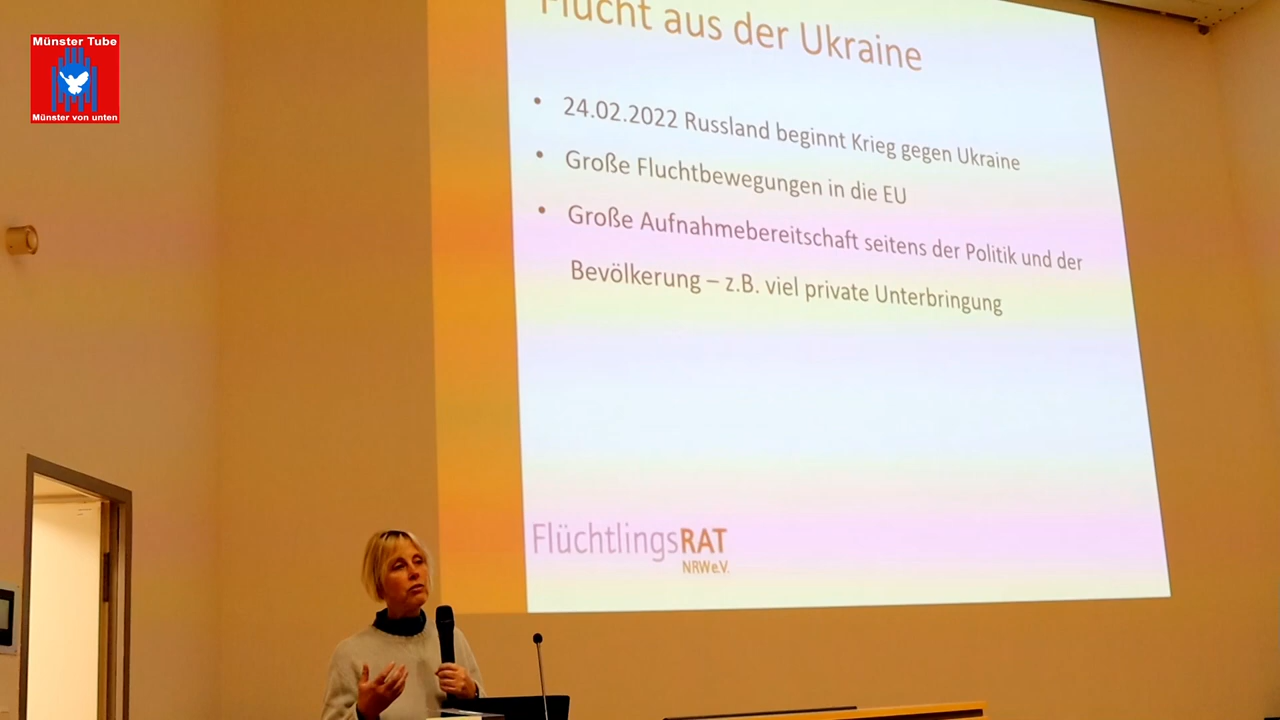 Münster Tube
Münster von unten
Flucht aus der Ukraine
• 24.02.2022 Russland beginnt Krieg gegen Ukraine
• Große Fluchtbewegungen in die EU
• Große Aufnahmebereitschaft seitens der Politik und der
Bevölkerung – z.B. viel private Unterbringung
FlüchtlingsRAT
NRW e.V.